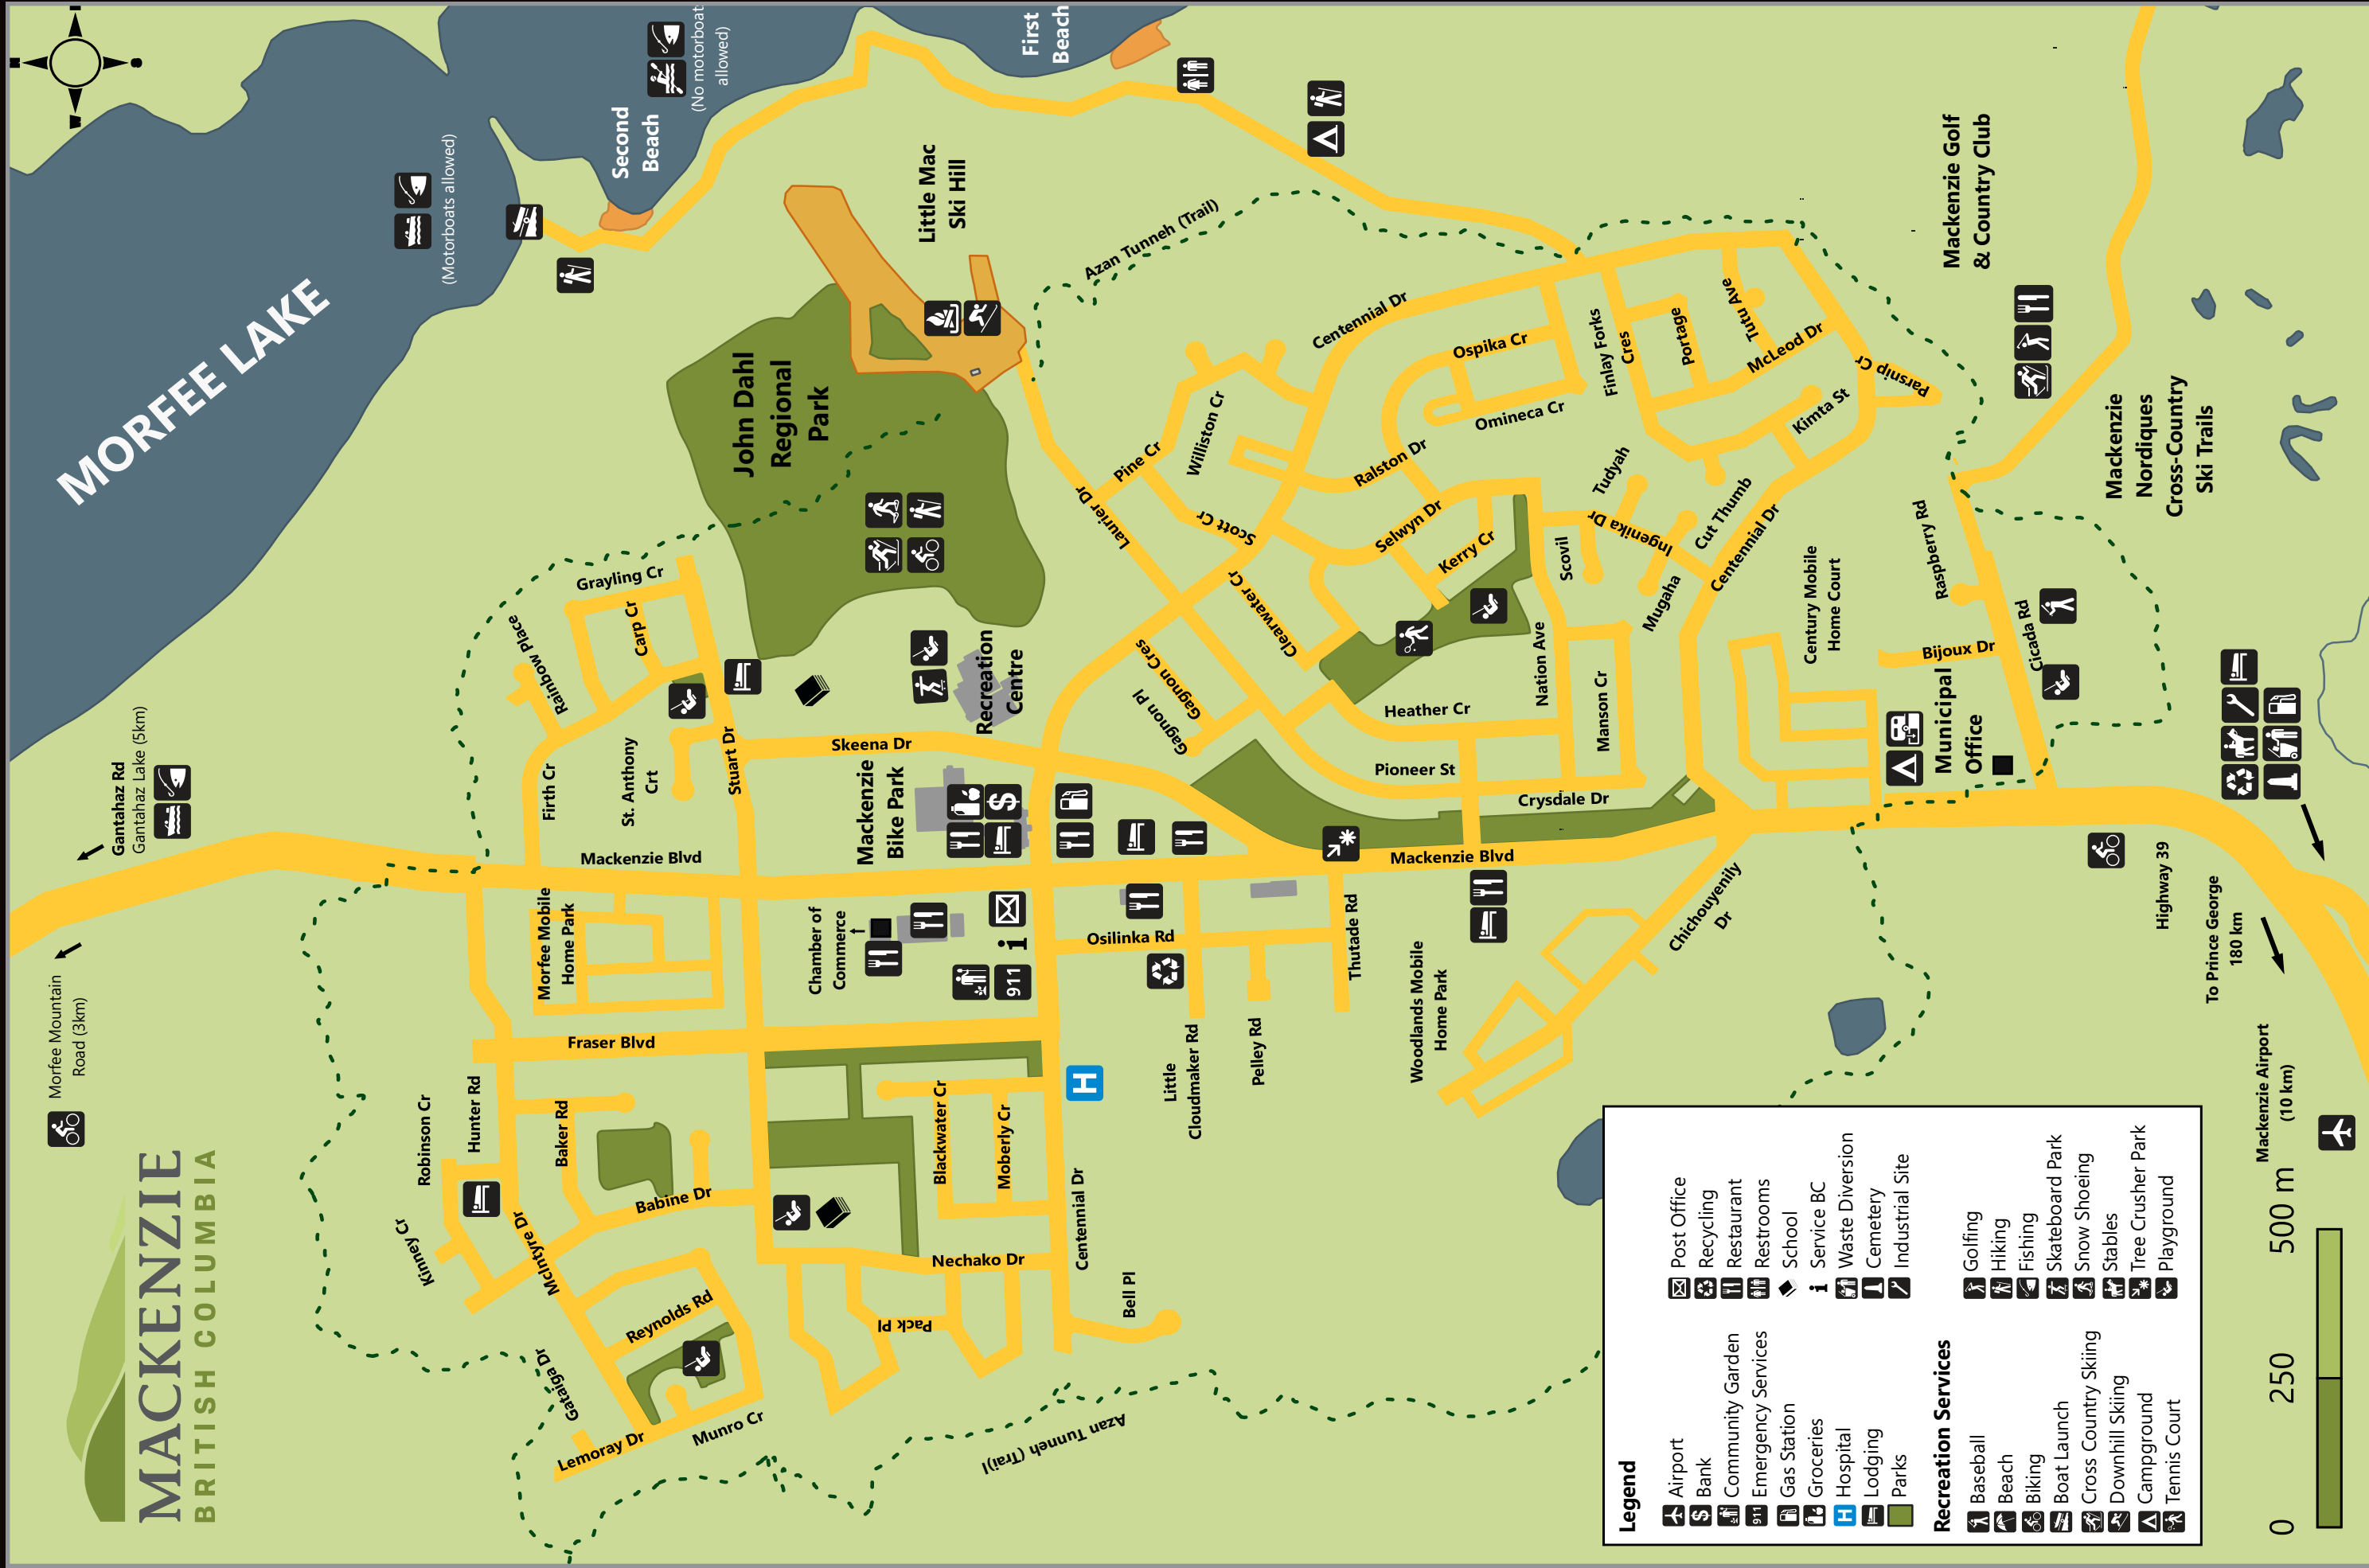 MACKENZIE
BRITISH COLUMBIA
MORFEE LAKE
(Motorboats allowed)
(No motorboats
allowed)
Second
Beach
First
Beach
Little Mac
Ski Hill
John Dahl
Regional
Park
Azan Tunneh (Trail)
Gantahaz Rd
Gantahaz Lake (5km)
Morfee Mountain
Road (3km)
Grayling Cr
Carp Cr
Rainbow Place
Firth Cr
St. Anthony
Crt
Stuart Dr
Skeena Dr
Mackenzie Blvd
Mackenzie
Bike Park
Recreation
Centre
Morfee Mobile
Home Park
Chamber of
Commerce
i
911
Fraser Blvd
Robinson Cr
Hunter Rd
Kinney Cr
Baker Rd
McIntyre Dr
Babine Dr
Gataiga Dr
Reynolds Rd
Lemoray Dr
Munro Cr
Blackwater Cr
Moberly Cr
Nechako Dr
Pack Pl
Centennial Dr
Bell Pl
H
Azan Tunneh (Trail)
Osilinka Rd
Little
Cloudmaker Rd
Pelley Rd
Thutade Rd
Woodlands Mobile
Home Park
Chichouyenily
Dr
Mackenzie Blvd
Laurier Dr
Pine Cr
Williston Cr
Scott Cr
Clearwater Cr
Gagnon Cres
Gagnon Pl
Centennial Dr
Ospika Cr
Omineca Cr
Ralston Dr
Selwyn Dr
Kerry Cr
Finlay Forks
Cres
Portage
Tutu Ave
McLeod Dr
Parsnip Cr
Kimta St
Tudyah
Ingenika Dr
Cut Thumb
Scovil
Mugaha
Centennial Dr
Nation Ave
Manson Cr
Heather Cr
Pioneer St
Crysdale Dr
Century Mobile
Home Court
Raspberry Rd
Bijoux Dr
Cicada Rd
Municipal
Office
Mackenzie Golf
& Country Club
Mackenzie
Nordiques
Cross-Country
Ski Trails
Highway 39
To Prince George
180 km
Mackenzie Airport
(10 km)
Legend
Airport
$ Bank
Community Garden
911 Emergency Services
Gas Station
Groceries
H Hospital
Lodging
Parks
Post Office
Recycling
Restaurant
Restrooms
School
i Service BC
Waste Diversion
Cemetery
Industrial Site
Recreation Services
Baseball
Beach
Biking
Boat Launch
Cross Country Skiing
Downhill Skiing
Campground
Tennis Court
Golfing
Hiking
Fishing
Skateboard Park
Snow Shoeing
Stables
Tree Crusher Park
Playground
0 250 500 m